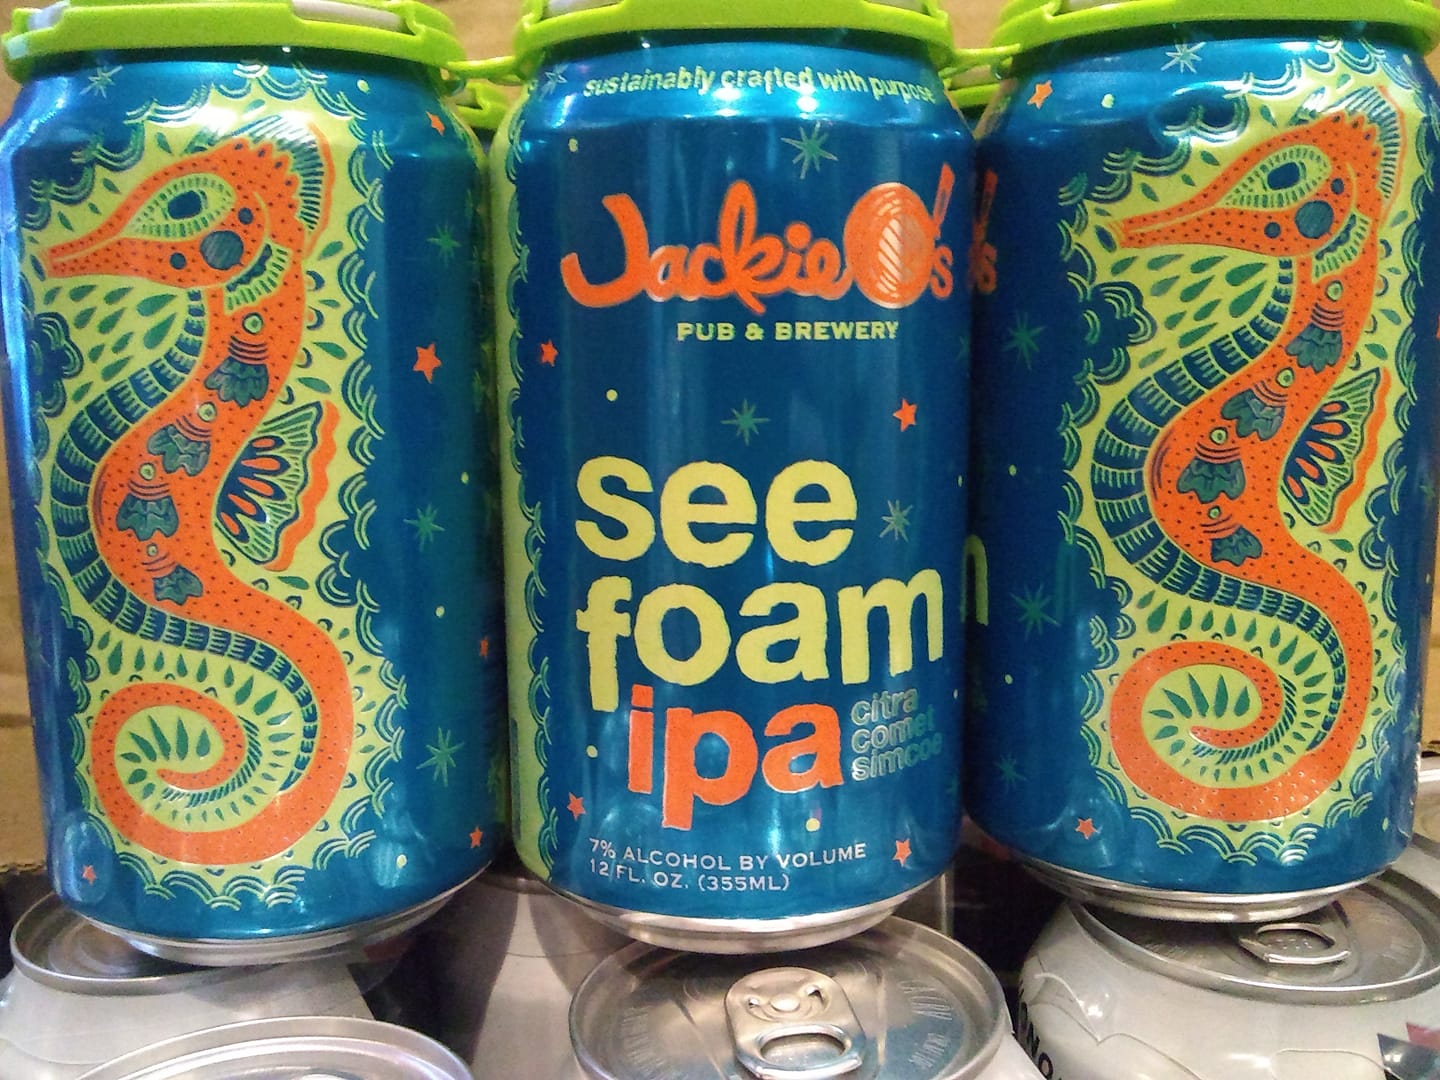 sustainably crafted with purpose
Jackie O's
PUB & BREWERY
see
foam
ipa
citra
comet
simcoe
7% ALCOHOL BY VOLUME
12 FL. OZ. (355ML)